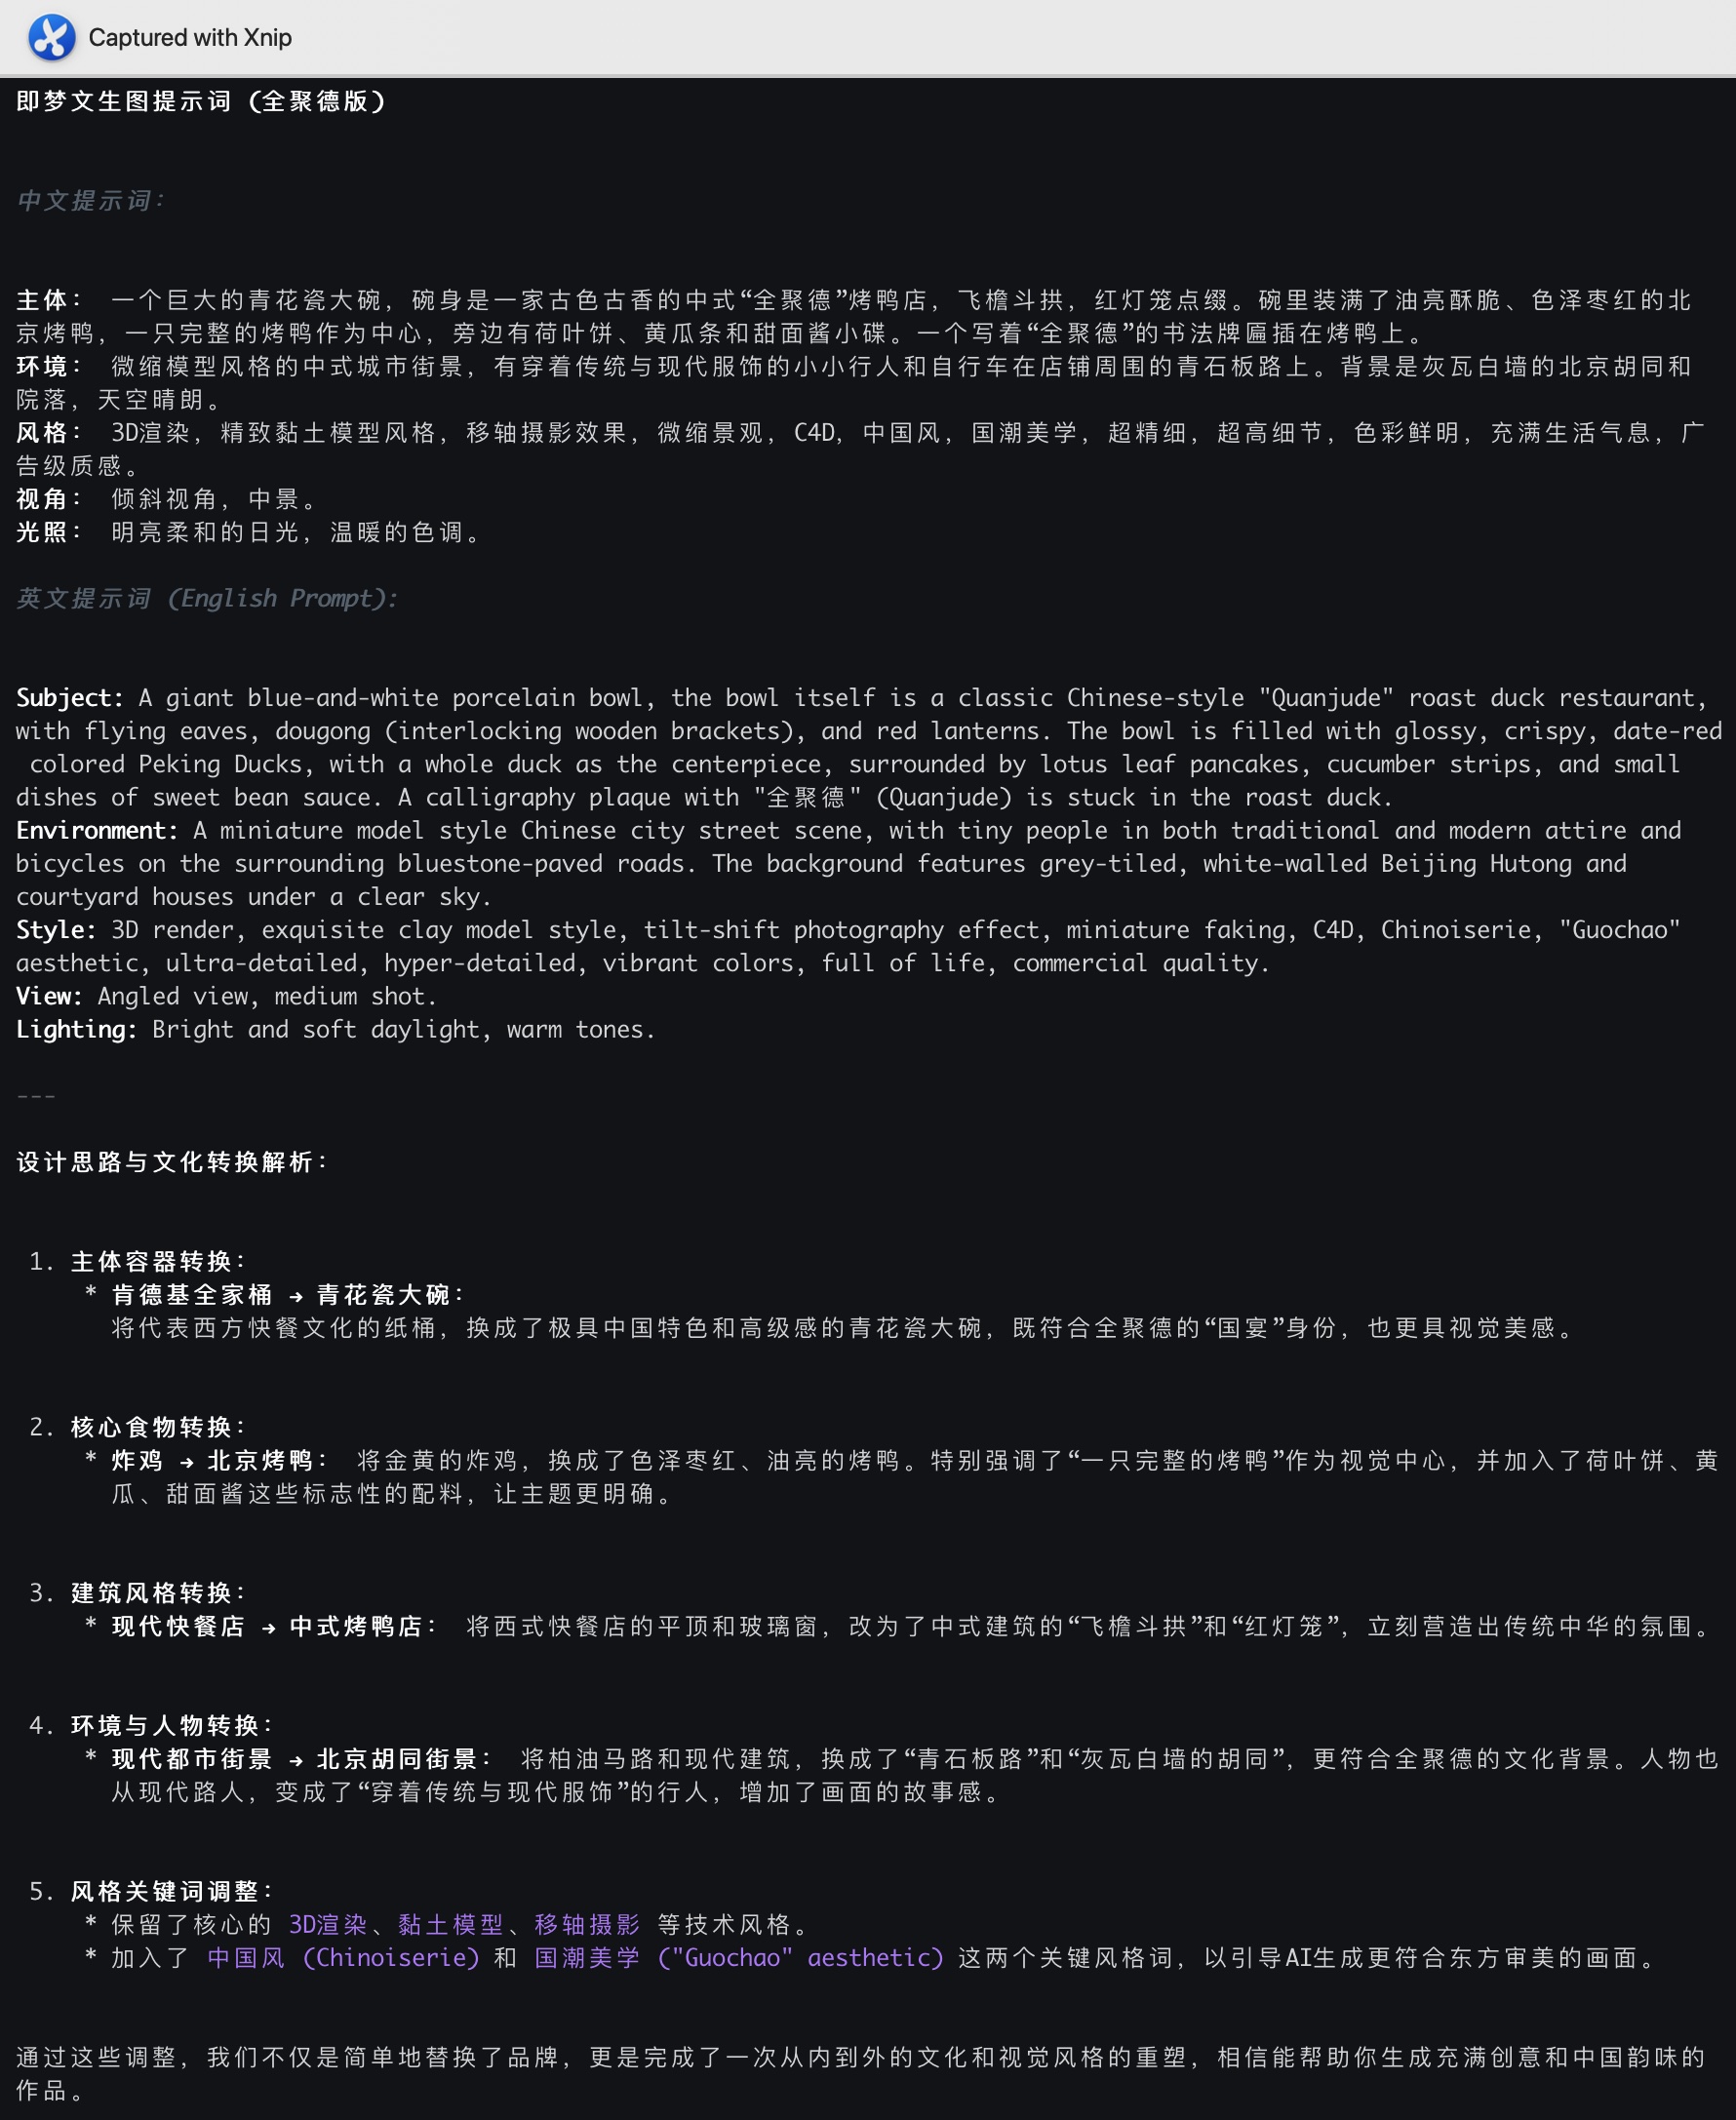 Captured with Xnip
即梦文生图提示词 (全聚德版)
中文提示词:
主体: 一个巨大的青花瓷大碗, 碗身是一家古色古香的中式“全聚德”烤鸭店, 飞檐斗拱, 红灯笼点缀。碗里装满了油亮酥脆、色泽枣红的北
京烤鸭, 一只完整的烤鸭作为中心, 旁边有荷叶饼、黄瓜条和甜面酱小碟。一个写着“全聚德”的书法牌匾插在烤鸭上。
环境: 微缩模型风格的中式城市街景, 有穿着传统与现代服饰的小小行人和自行车在店铺周围的青石板路上。背景是灰瓦白墙的北京胡同和
院落, 天空晴朗。
风格: 3D渲染, 精致黏土模型风格, 移轴摄影效果, 微缩景观, C4D, 中国风, 国潮美学, 超精细, 超高细节, 色彩鲜明, 充满生活气息, 广
告级质感。
视角: 倾斜视角, 中景。
光照: 明亮柔和的日光, 温暖的色调。
英文提示词 (English Prompt):
Subject: A giant blue-and-white porcelain bowl, the bowl itself is a classic Chinese-style "Quanjude" roast duck restaurant,
with flying eaves, dougong (interlocking wooden brackets), and red lanterns. The bowl is filled with glossy, crispy, date-red
colored Peking Ducks, with a whole duck as the centerpiece, surrounded by lotus leaf pancakes, cucumber strips, and small
dishes of sweet bean sauce. A calligraphy plaque with "全聚德" (Quanjude) is stuck in the roast duck.
Environment: A miniature model style Chinese city street scene, with tiny people in both traditional and modern attire and
bicycles on the surrounding bluestone-paved roads. The background features grey-tiled, white-walled Beijing Hutong and
courtyard houses under a clear sky.
Style: 3D render, exquisite clay model style, tilt-shift photography effect, miniature faking, C4D, Chinoiserie, "Guochao"
aesthetic, ultra-detailed, hyper-detailed, vibrant colors, full of life, commercial quality.
View: Angled view, medium shot.
Lighting: Bright and soft daylight, warm tones.
---
设计思路与文化转换解析:
1. 主体容器转换:
* 肯德基全家桶 → 青花瓷大碗:
将代表西方快餐文化的纸桶, 换成了极具中国特色和高级感的青花瓷大碗, 既符合全聚德的“国宴”身份, 也更具视觉美感。
2. 核心食物转换:
* 炸鸡 → 北京烤鸭: 将金黄的炸鸡, 换成了色泽枣红、油亮的烤鸭。特别强调了“一只完整的烤鸭”作为视觉中心, 并加入了荷叶饼、黄
瓜、甜面酱这些标志性的配料, 让主题更明确。
3. 建筑风格转换:
* 现代快餐店 → 中式烤鸭店: 将西式快餐店的平顶和玻璃窗, 改为了中式建筑的“飞檐斗拱”和“红灯笼”, 立刻营造出传统中华的氛围。
4. 环境与人物转换:
* 现代都市街景 → 北京胡同街景: 将柏油马路和现代建筑, 换成了“青石板路”和“灰瓦白墙的胡同”, 更符合全聚德的文化背景。人物也
从现代路人, 变成了“穿着传统与现代服饰”的行人, 增加了画面的故事感。
5. 风格关键词调整:
* 保留了核心的 3D渲染、黏土模型、移轴摄影 等技术风格。
* 加入了 中国风 (Chinoiserie) 和 国潮美学 ("Guochao" aesthetic) 这两个关键风格词, 以引导AI生成更符合东方审美的画面。
通过这些调整, 我们不仅是简单地替换了品牌, 更是完成了一次从内到外的文化和视觉风格的重塑, 相信能帮助你生成充满创意和中国韵味的
作品。